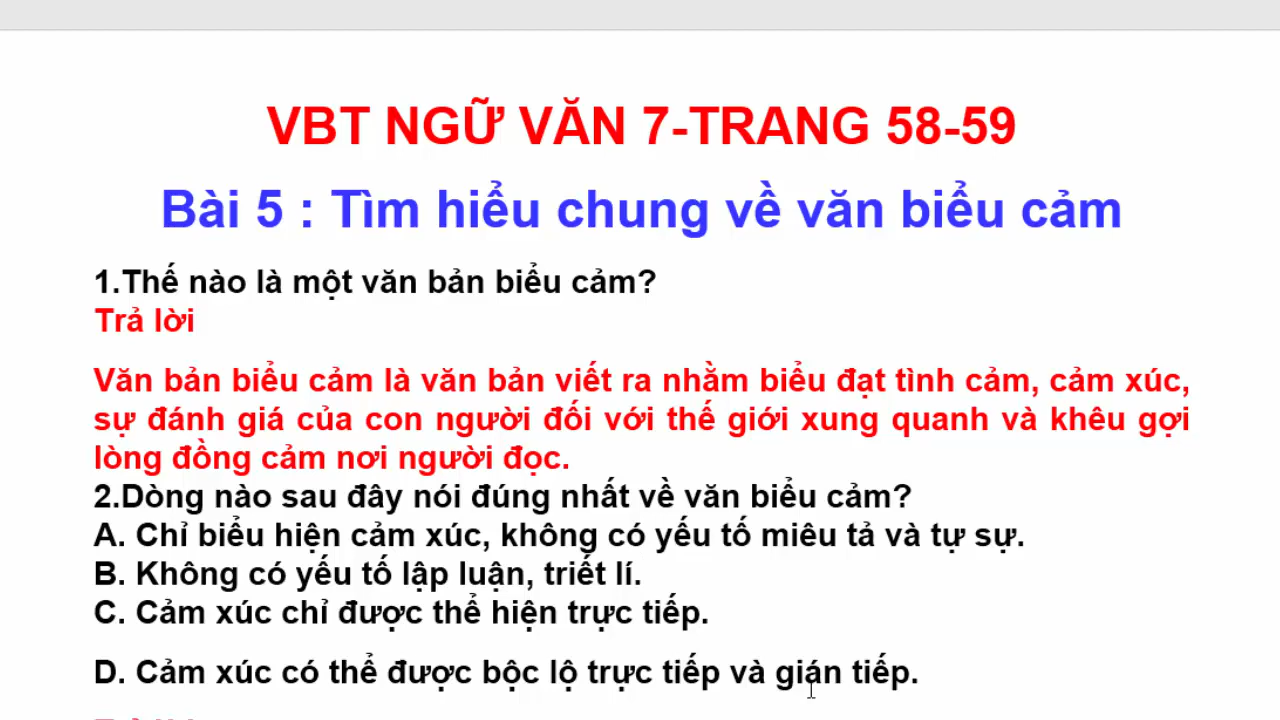 VBT NGỮ VĂN 7-TRANG 58-59
Bài 5 : Tìm hiểu chung về văn biểu cảm
1.Thế nào là một văn bản biểu cảm?
Trả lời
Văn bản biểu cảm là văn bản viết ra nhằm biểu đạt tình cảm, cảm xúc,
sự đánh giá của con người đối với thế giới xung quanh và khêu gợi
lòng đồng cảm nơi người đọc.
2.Dòng nào sau đây nói đúng nhất về văn biểu cảm?
A. Chỉ biểu hiện cảm xúc, không có yếu tố miêu tả và tự sự.
B. Không có yếu tố lập luận, triết lí.
C. Cảm xúc chỉ được thể hiện trực tiếp.
D. Cảm xúc có thể được bộc lộ trực tiếp và gián tiếp.